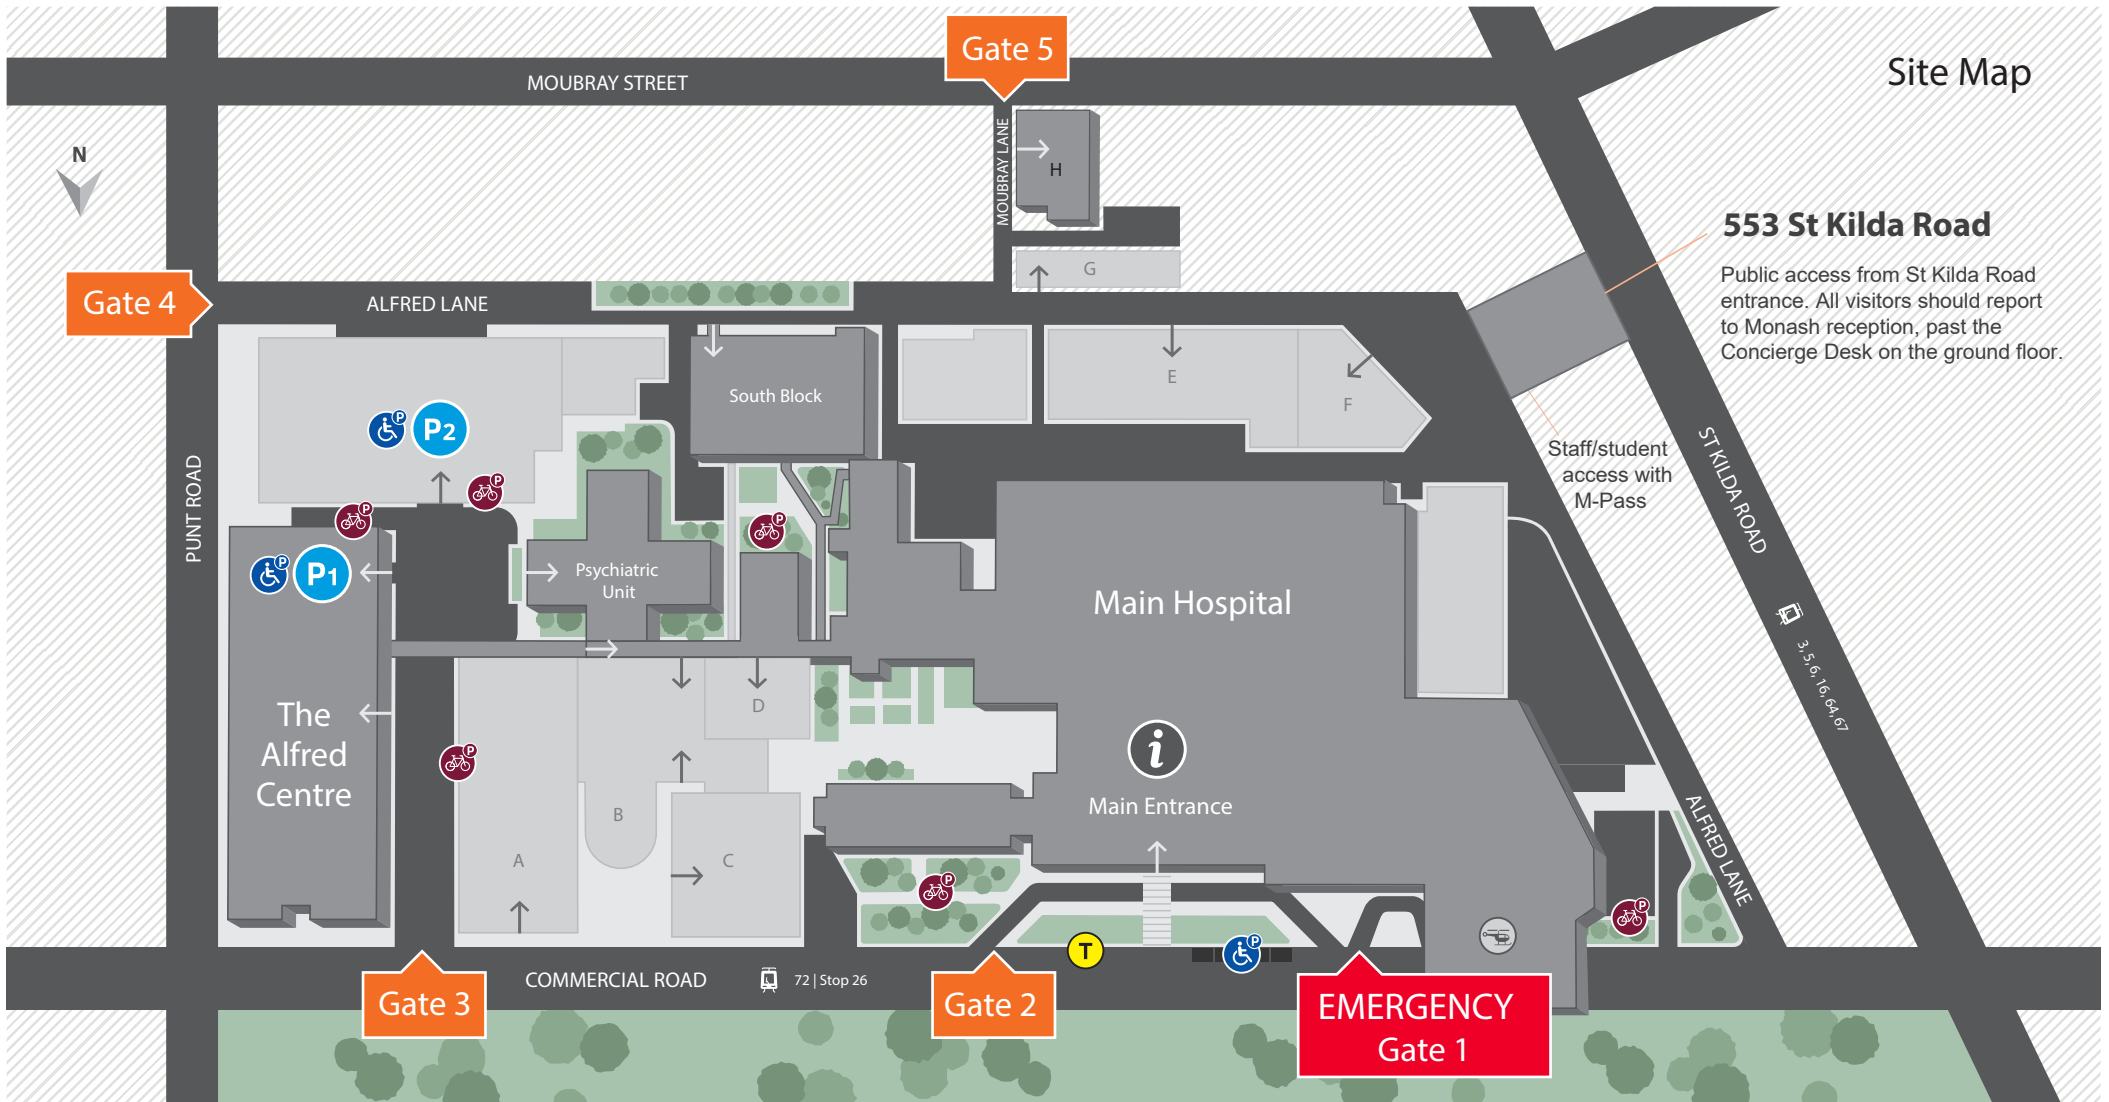 Gate 5
Site Map
MOUBRAY STREET
N
MOUBRAY LANE
H
553 St Kilda Road
Public access from St Kilda Road
entrance. All visitors should report
to Monash reception, past the
Concierge Desk on the ground floor.
G
Gate 4
ALFRED LANE
E
F
South Block
P
P2
Staff/student
access with
M-Pass
ST KILDA ROAD
PUNT ROAD
P
P
P
P
P1
Psychiatric
Unit
Main Hospital
3, 5, 6, 16, 64, 67
The
Alfred
Centre
D
P
i
Main Entrance
B
A
C
ALFRED LANE
P
P
T
P
COMMERCIAL ROAD
72 | Stop 26
Gate 3
Gate 2
EMERGENCY
Gate 1